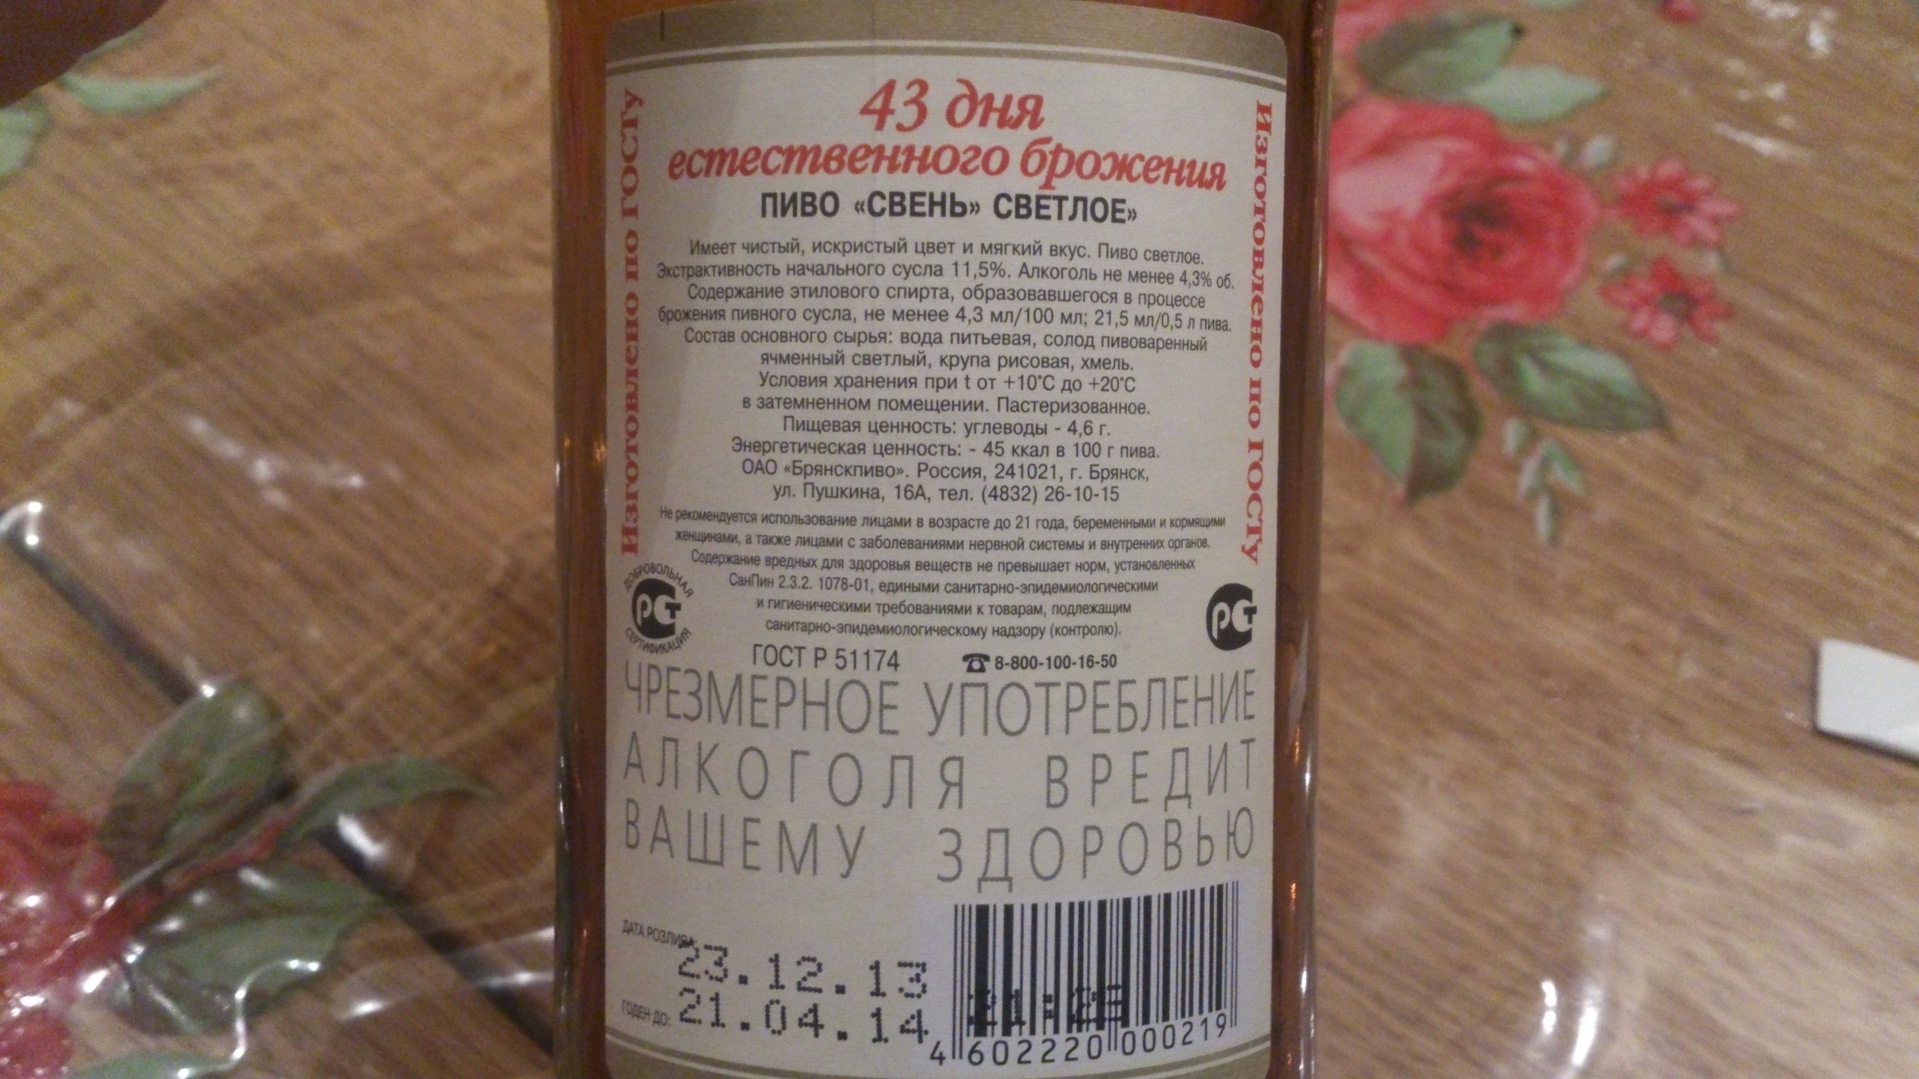 43 дня
естественного брожения
ПИВО «СВЕНЬ» СВЕТЛОЕ»
Имеет чистый, искристый цвет и мягкий вкус. Пиво светлое.
Экстрактивность начального сусла 11,5%. Алкоголь не менее 4,3% об.
Содержание этилового спирта, образовавшегося в процессе
брожения пивного сусла, не менее 4,3 мл/100 мл; 21,5 мл/0,5 л пива.
Состав основного сырья: вода питьевая, солод пивоваренный
ячменный светлый, крупа рисовая, хмель.
Условия хранения при t от +10°C до +20°C
в затемненном помещении. Пастеризованное.
Пищевая ценность: углеводы - 4,6 г.
Энергетическая ценность: - 45 ккал в 100 г пива.
ОАО «Брянскпиво». Россия, 241021, г. Брянск,
ул. Пушкина, 16А, тел. (4832) 26-10-15
Не рекомендуется использование лицами в возрасте до 21 года, беременными и кормящими
женщинами, а также лицами с заболеваниями нервной системы и внутренних органов.
Содержание вредных для здоровья веществ не превышает норм, установленных
СанПин 2.3.2. 1078-01, едиными санитарно-эпидемиологическими
и гигиеническими требованиями к товарам, подлежащим
санитарно-эпидемиологическому надзору (контролю).
Изготовлено по ГОСТу
Изготовлено по ГОСТу
ДОБРОВОЛЬНАЯ
РСТ
СЕРТИФИКАЦИЯ
РСТ
ГОСТ Р 51174 8-800-100-16-50
ЧРЕЗМЕРНОЕ УПОТРЕБЛЕНИЕ
АЛКОГОЛЯ ВРЕДИТ
ВАШЕМУ ЗДОРОВЬЮ
ДАТА РОЗЛИВА:
23.12.13
ГОДЕН ДО: 21.04.14
4 602220 000219